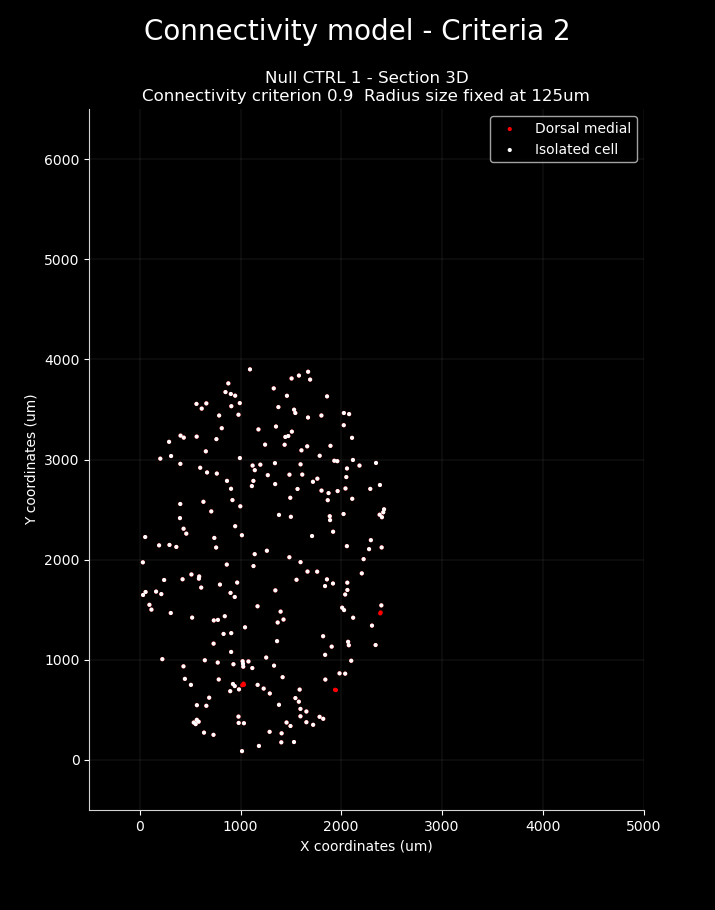 Connectivity model - Criteria 2
Null CTRL 1 - Section 3D
Connectivity criterion 0.9  Radius size fixed at 125um
Dorsal medial
Isolated cell
6000
5000
4000
3000
2000
1000
0
Y coordinates (um)
0 1000 2000 3000 4000 5000
X coordinates (um)